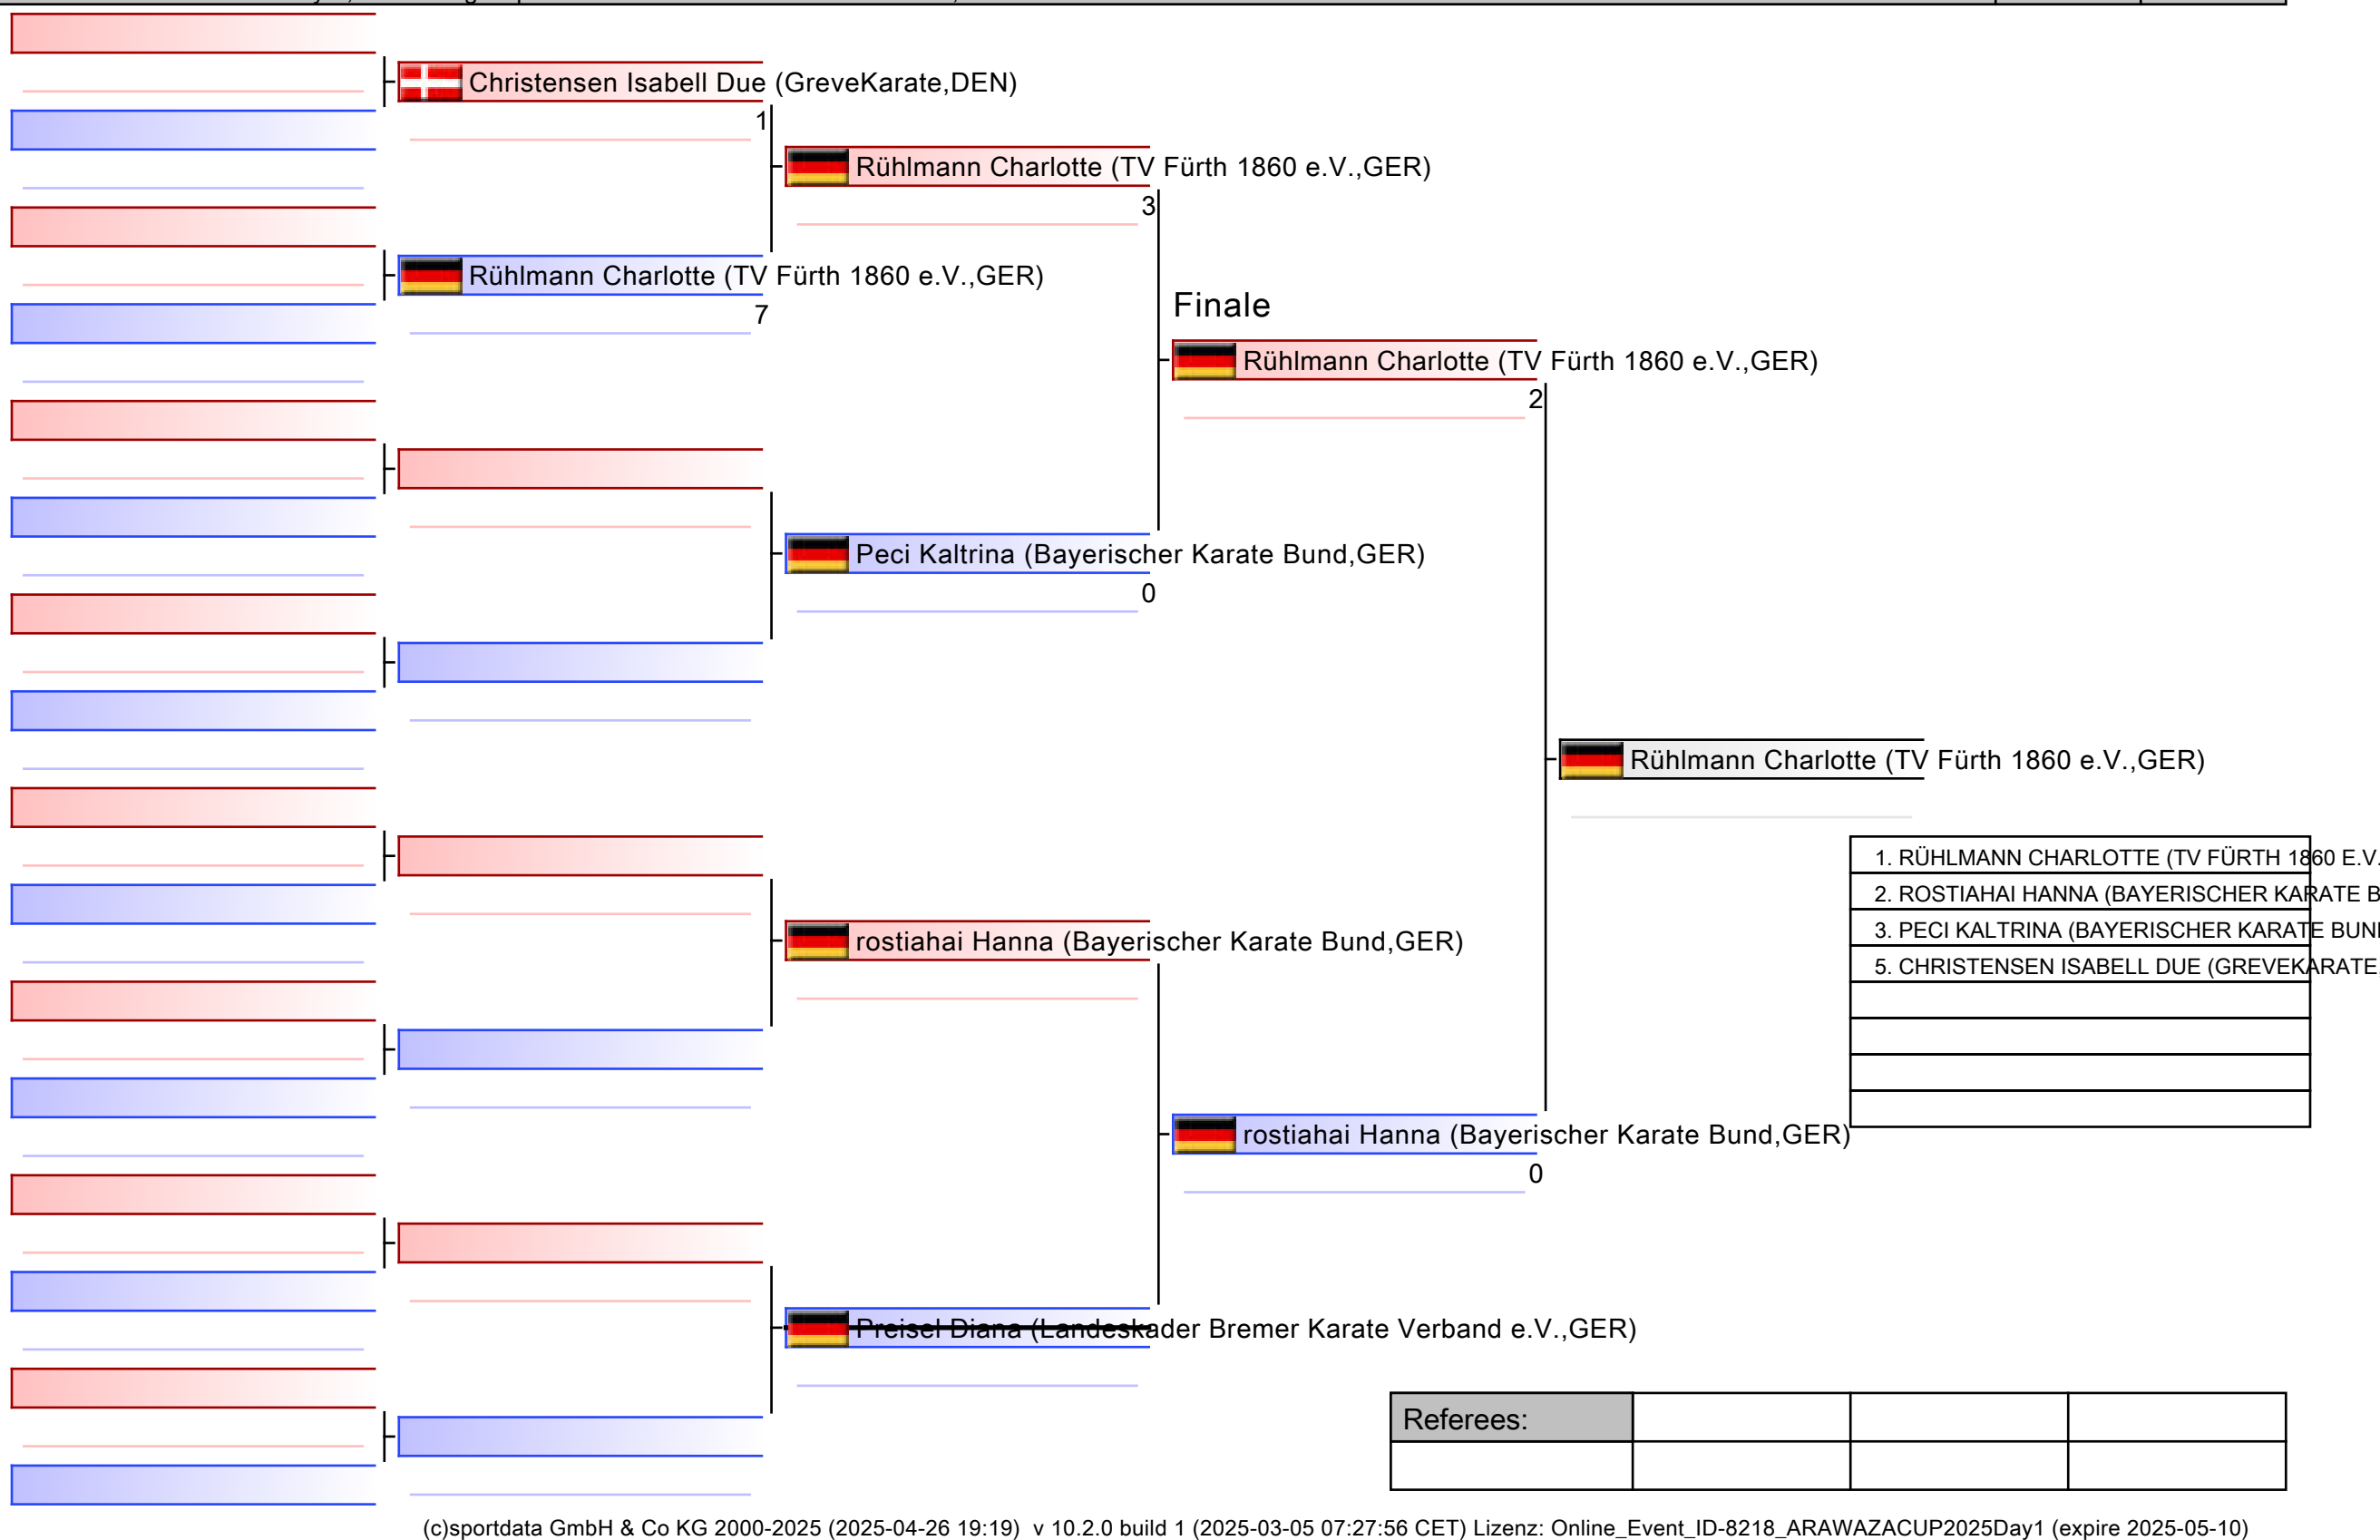 Christensen Isabell Due (GreveKarate,DEN)
1
Rühlmann Charlotte (TV Fürth 1860 e.V.,GER)
3
Rühlmann Charlotte (TV Fürth 1860 e.V.,GER)
7
Finale
Rühlmann Charlotte (TV Fürth 1860 e.V.,GER)
2
Peci Kaltrina (Bayerischer Karate Bund,GER)
0
Rühlmann Charlotte (TV Fürth 1860 e.V.,GER)
1. RÜHLMANN CHARLOTTE (TV FÜRTH 1860 E.V.
2. ROSTIAHAI HANNA (BAYERISCHER KARATE B
3. PECI KALTRINA (BAYERISCHER KARATE BUN
5. CHRISTENSEN ISABELL DUE (GREVEKARATE
rostiahai Hanna (Bayerischer Karate Bund,GER)
rostiahai Hanna (Bayerischer Karate Bund,GER)
0
Preisel Diana (Landeskader Bremer Karate Verband e.V.,GER)
Referees:
(c)sportdata GmbH & Co KG 2000-2025 (2025-04-26 19:19) v 10.2.0 build 1 (2025-03-05 07:27:56 CET) Lizenz: Online_Event_ID-8218_ARAWAZACUP2025Day1 (expire 2025-05-10)